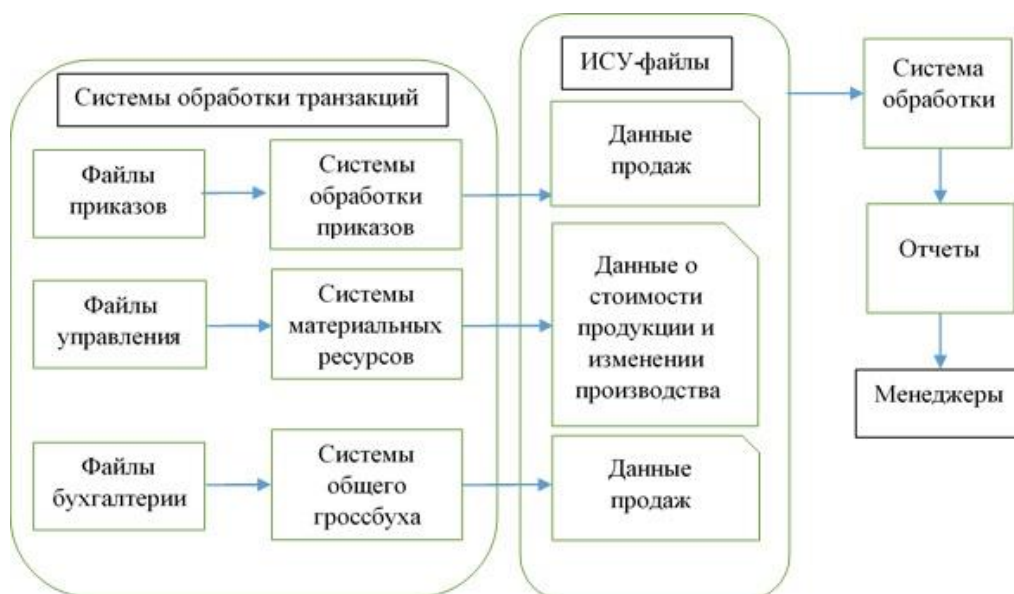 Системы обработки транзакций
Файлы
приказов
Системы
обработки
приказов
Файлы
управления
Системы
материальных
ресурсов
Файлы
бухгалтерии
Системы
общего
гроссбуха
ИСУ-файлы
Данные
продаж
Данные о
стоимости
продукции и
изменении
производства
Данные
продаж
Система
обработки
Отчеты
Менеджеры